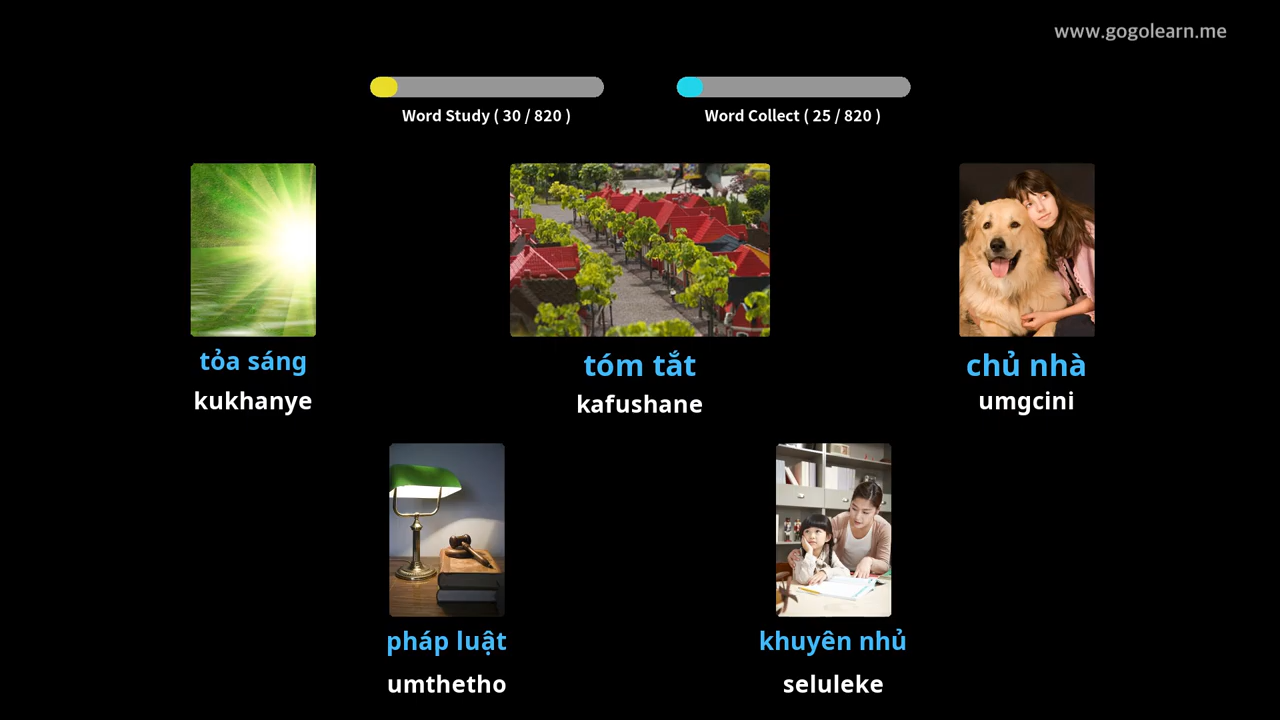 www.gogolearn.me
Word Study ( 30 / 820 )
Word Collect ( 25 / 820 )
tỏa sáng
kukhanye
tóm tắt
kafushane
chủ nhà
umgcini
pháp luật
umthetho
khuyên nhủ
seluleke